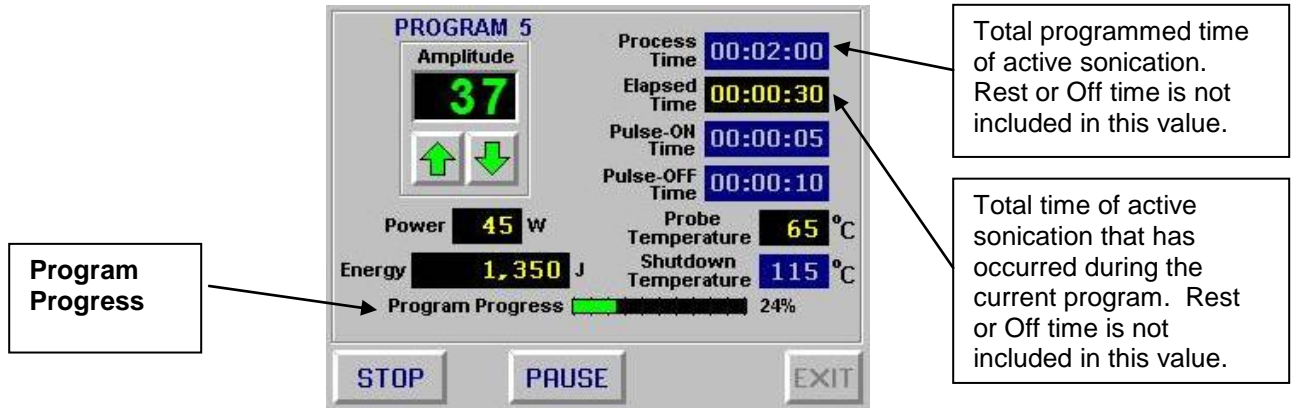 PROGRAM 5
Amplitude
37
Process
Time 00:02:00
Elapsed
Time 00:00:30
Pulse-ON
Time 00:00:05
Pulse-OFF
Time 00:00:10
Power 45 W
Probe
Temperature 65 °C
Energy 1,350 J
Shutdown
Temperature 115 °C
Program Progress 24%
STOP PAUSE EXIT
Program
Progress
Total programmed time
of active sonication.
Rest or Off time is not
included in this value.
Total time of active
sonication that has
occurred during the
current program. Rest
or Off time is not
included in this value.